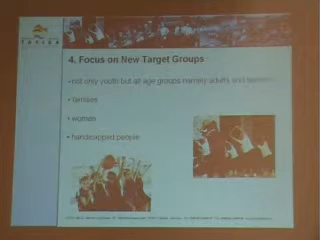 4. Focus on New Target Groups
• not only youth but all age groups namely adults and seniors
• families
• women
• handicapped people